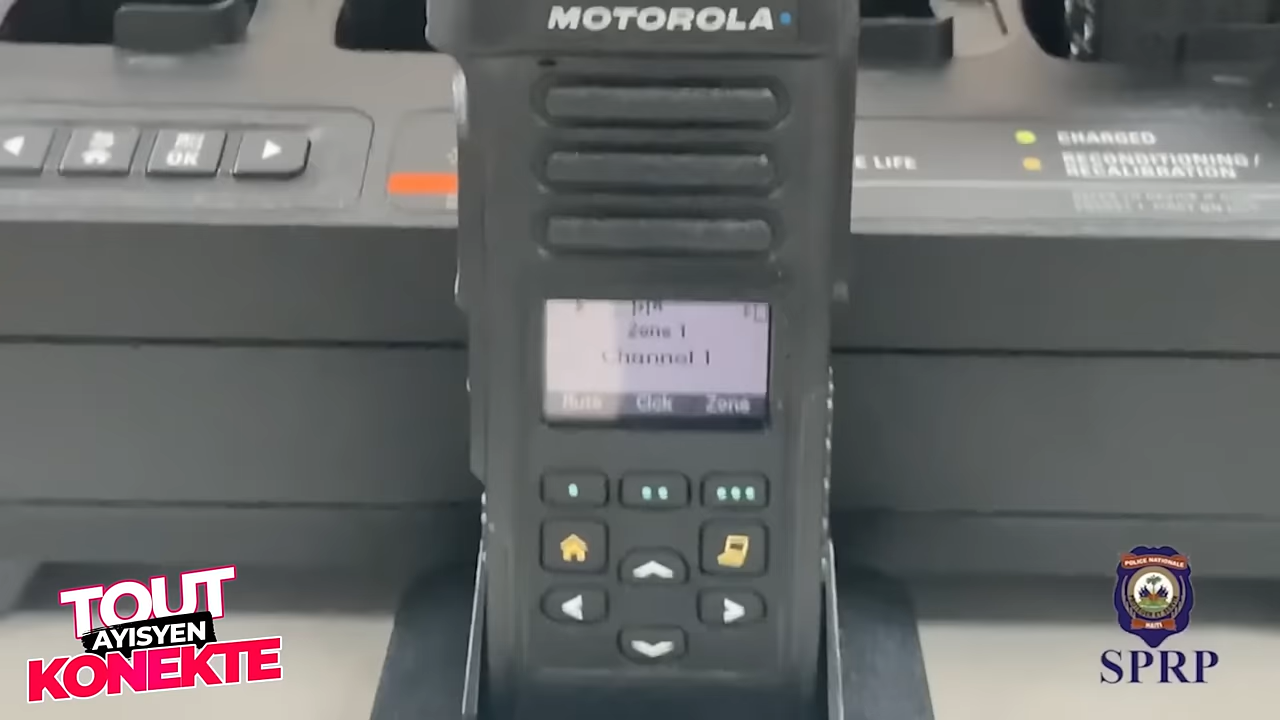 MOTOROLA
OK
CHARGED
E LIFE
RECONDITIONING/
RECALIBRATION
Zone 1
Channel 1
Mute Zone
TOUT
AYISYEN
KONEKTE
POLICE NATIONALE
HAITI
SPRP